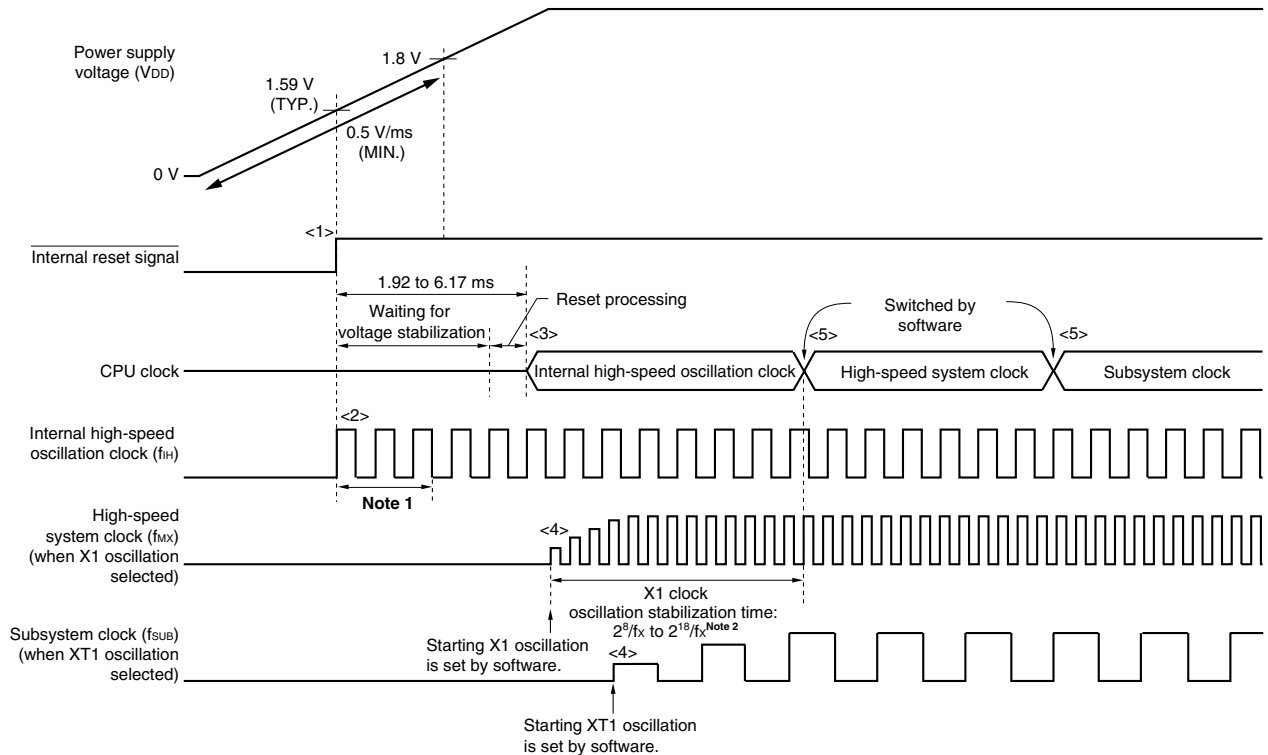 Power supply
voltage (VDD)
1.8 V
1.59 V
(TYP.)
0.5 V/ms
(MIN.)
0 V
<1>
Internal reset signal
1.92 to 6.17 ms
Waiting for
voltage stabilization
Reset processing
Switched by
software
<3>
<5>
<5>
CPU clock
Internal high-speed oscillation clock
High-speed system clock
Subsystem clock
<2>
Internal high-speed
oscillation clock (fIH)
Note 1
High-speed
system clock (fMX)
(when X1 oscillation
selected)
<4>
X1 clock
oscillation stabilization time:
2^8/fX to 2^18/fX Note 2
Starting X1 oscillation
is set by software.
Subsystem clock (fSUB)
(when XT1 oscillation
selected)
<4>
Starting XT1 oscillation
is set by software.